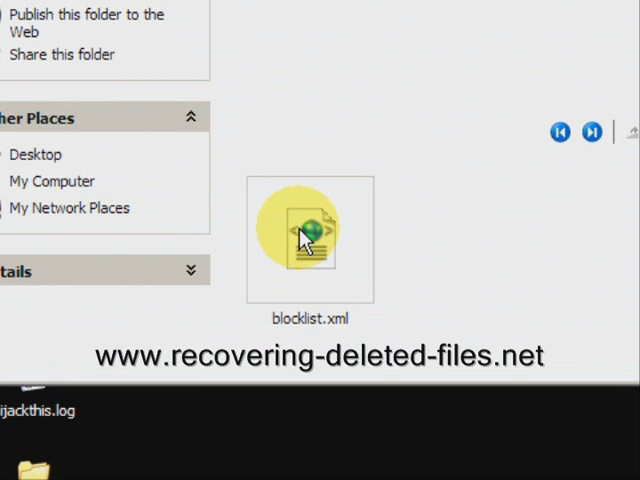 Publish this folder to the
Web
Share this folder
her Places
Desktop
My Computer
My Network Places
tails
blocklist.xml
www.recovering-deleted-files.net
ijackthis.log